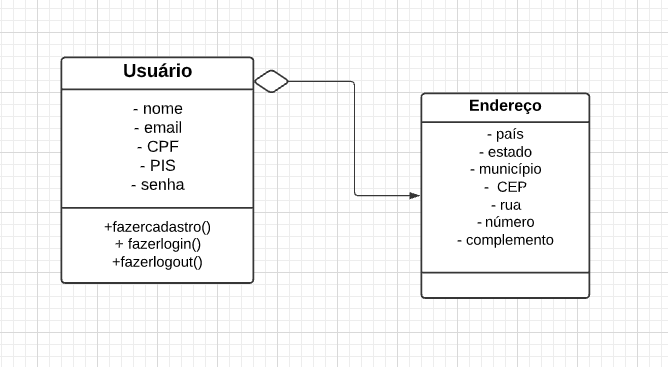 Usuário
- nome
- email
- CPF
- PIS
- senha
+fazercadastro()
+ fazerlogin()
+fazerlogout()
Endereço
- país
- estado
- município
- CEP
- rua
- número
- complemento